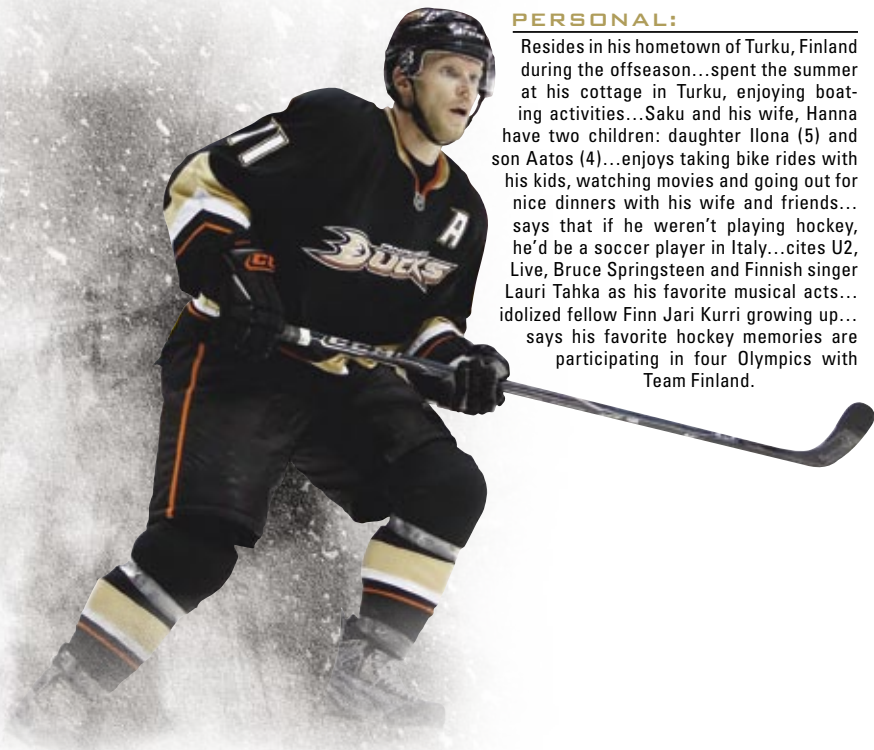 PERSONAL:
Resides in his hometown of Turku, Finland
during the offseason…spent the summer
at his cottage in Turku, enjoying boat-
ing activities…Saku and his wife, Hanna
have two children: daughter Ilona (5) and
son Aatos (4)…enjoys taking bike rides with
his kids, watching movies and going out for
nice dinners with his wife and friends…
says that if he weren't playing hockey,
he'd be a soccer player in Italy…cites U2,
Live, Bruce Springsteen and Finnish singer
Lauri Tahka as his favorite musical acts…
idolized fellow Finn Jari Kurri growing up…
says his favorite hockey memories are
participating in four Olympics with
Team Finland.
11
A
DUCKS